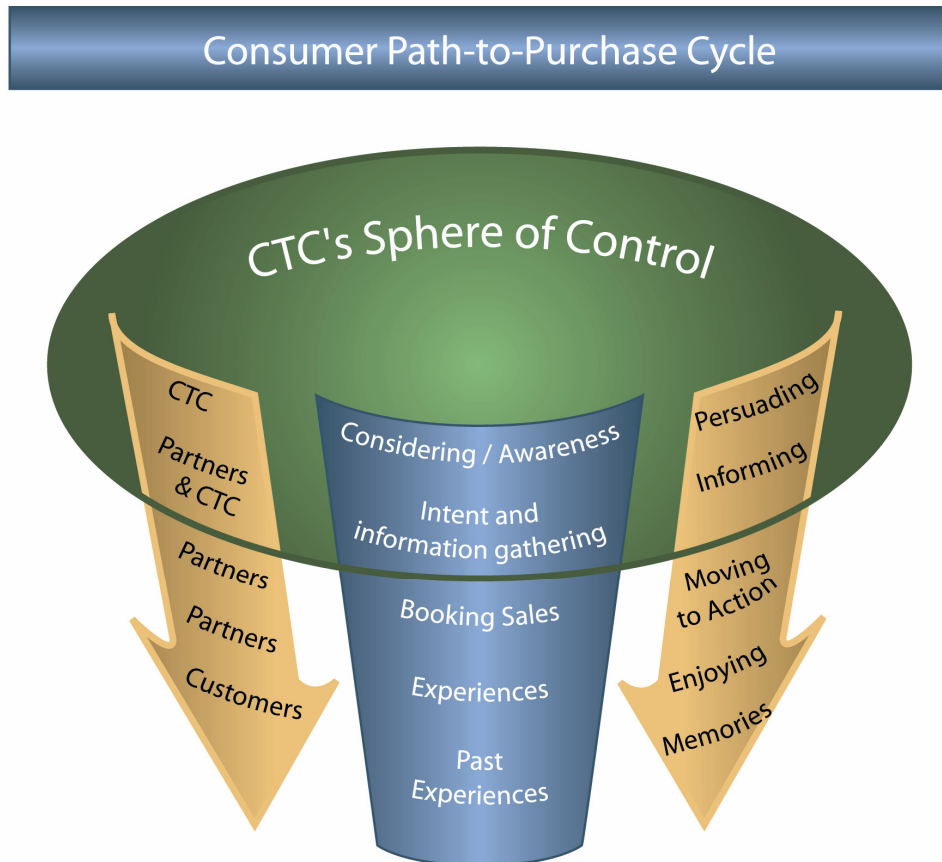 Consumer Path-to-Purchase Cycle
CTC's Sphere of Control
CTC
Partners
& CTC
Partners
Partners
Customers
Considering / Awareness
Intent and
information gathering
Booking Sales
Experiences
Past
Experiences
Persuading
Informing
Moving
to Action
Enjoying
Memories